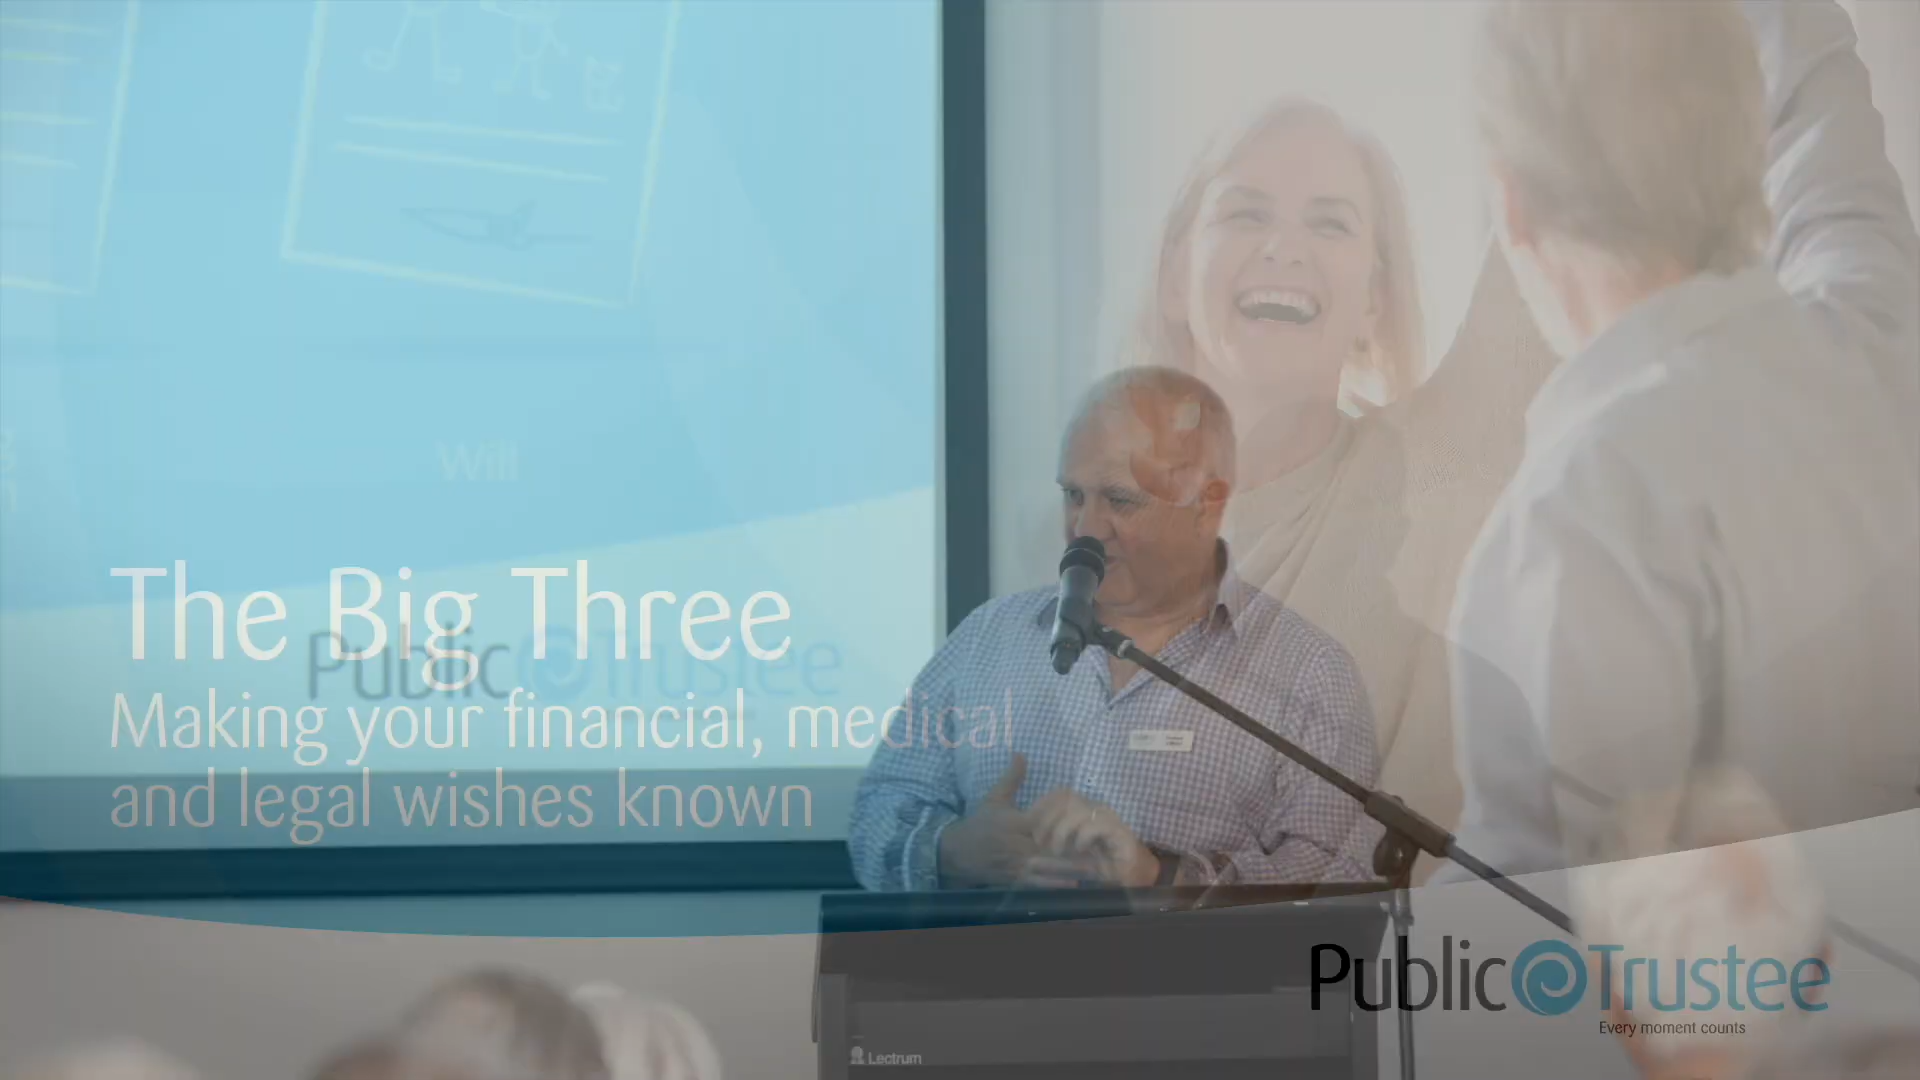 Will
The Big Three
Public Trustee
Making your financial, medical
and legal wishes known
Public Trustee
Every moment counts
Lectrum